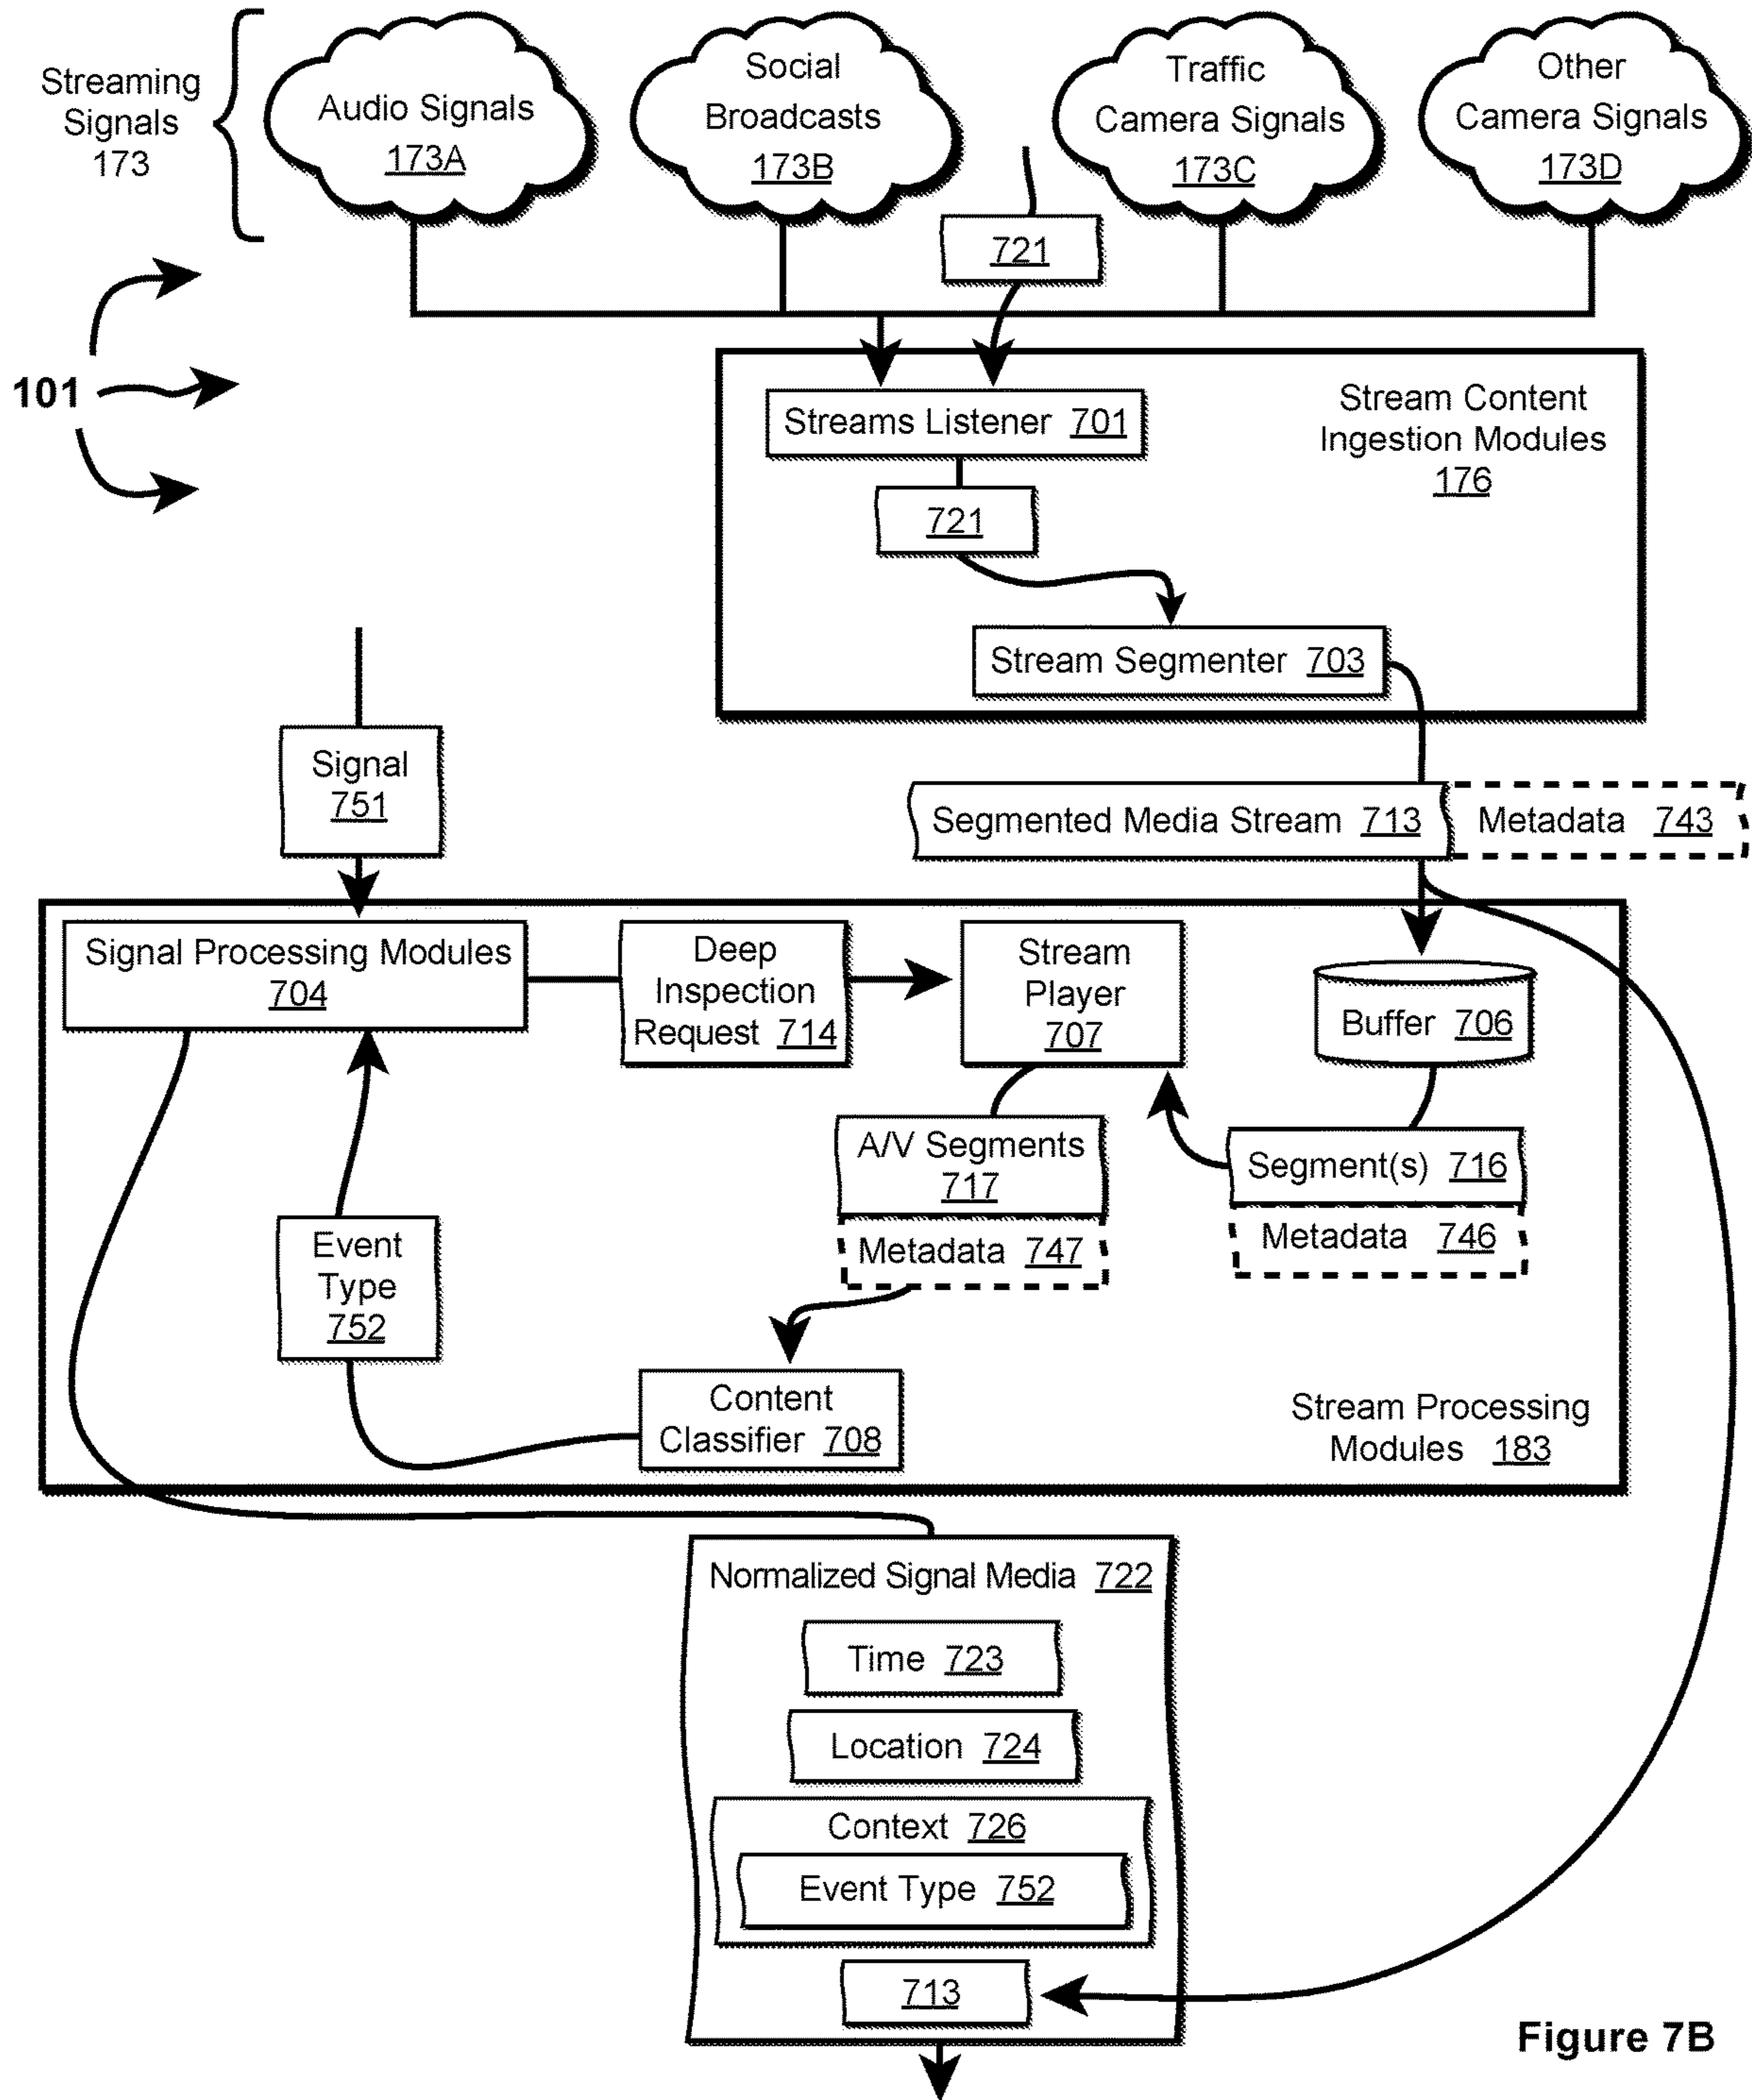 Streaming
Signals
173
Audio Signals
173A
Social
Broadcasts
173B
Traffic
Camera Signals
173C
Other
Camera Signals
173D
721
101
Streams Listener 701
Stream Content
Ingestion Modules
176
721
Stream Segmenter 703
Signal
751
Segmented Media Stream 713
Metadata 743
Signal Processing Modules
704
Deep
Inspection
Request 714
Stream
Player
707
Buffer 706
A/V Segments
717
Metadata 747
Segment(s) 716
Metadata 746
Event
Type
752
Content
Classifier 708
Stream Processing
Modules 183
Normalized Signal Media 722
Time 723
Location 724
Context 726
Event Type 752
713
Figure 7B